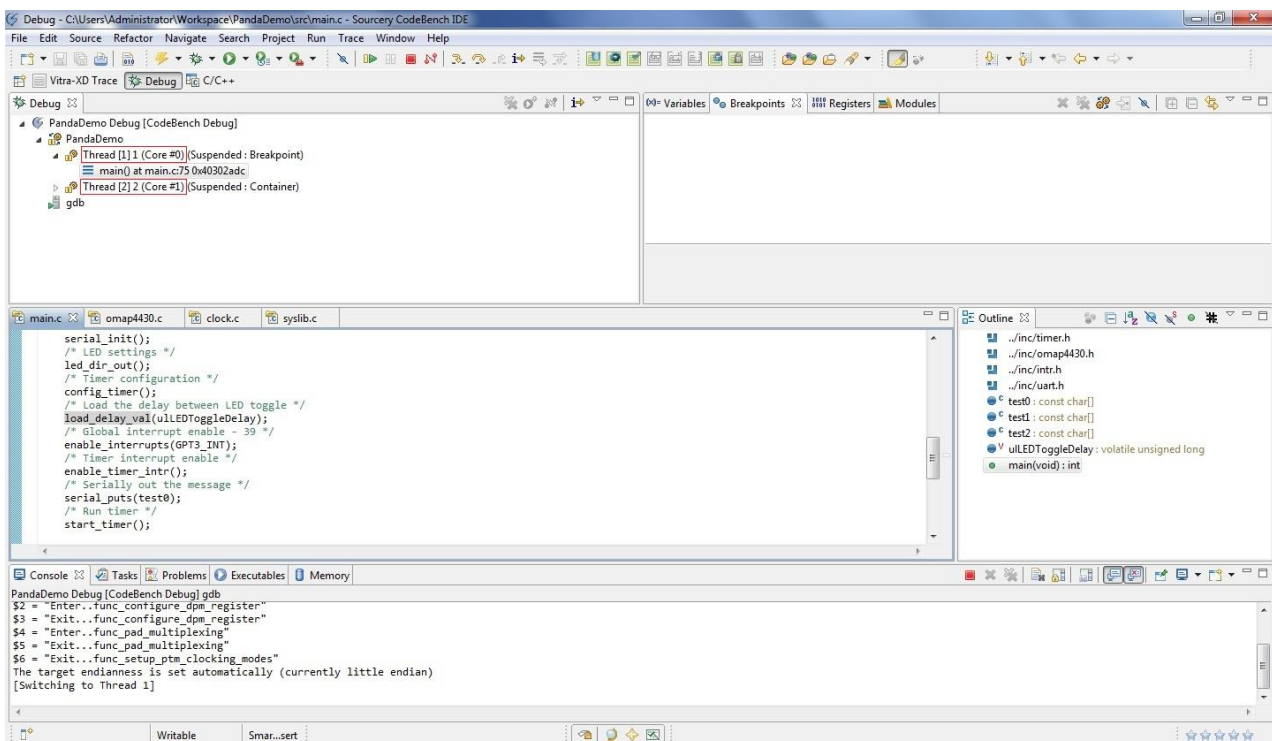 Debug - C:\Users\Administrator\Workspace\PandaDemo\src\main.c - Sourcery CodeBench IDE
File Edit Source Refactor Navigate Search Project Run Trace Window Help
Vitra-XD Trace Debug C/C++
Debug
PandaDemo Debug [CodeBench Debug]
PandaDemo
Thread [1] 1 (Core #0) (Suspended : Breakpoint)
main() at main.c:75 0x40302adc
Thread [2] 2 (Core #1) (Suspended : Container)
gdb
Variables Breakpoints Registers Modules
main.c omap4430.c clock.c syslib.c
serial_init();
/* LED settings */
led_dir_out();
/* Timer configuration */
config_timer();
/* Load the delay between LED toggle */
load_delay_val(ulLEDToggleDelay);
/* Global interrupt enable - 39 */
enable_interrupts(GPT3_INT);
/* Timer interrupt enable */
enable_timer_intr();
/* Serially out the message */
serial_puts(test0);
/* Run timer */
start_timer();
Outline
../inc/timer.h
../inc/omap4430.h
../inc/intr.h
../inc/uart.h
test0 : const char[]
test1 : const char[]
test2 : const char[]
ulLEDToggleDelay : volatile unsigned long
main(void) : int
Console Tasks Problems Executables Memory
PandaDemo Debug [CodeBench Debug] gdb
$2 = "Enter..func_configure_dpm_register"
$3 = "Exit...func_configure_dpm_register"
$4 = "Enter..func_pad_multiplexing"
$5 = "Exit...func_pad_multiplexing"
$6 = "Exit...func_setup_ptm_clocking_modes"
The target endianness is set automatically (currently little endian)
[Switching to Thread 1]
Writable Smar...sert